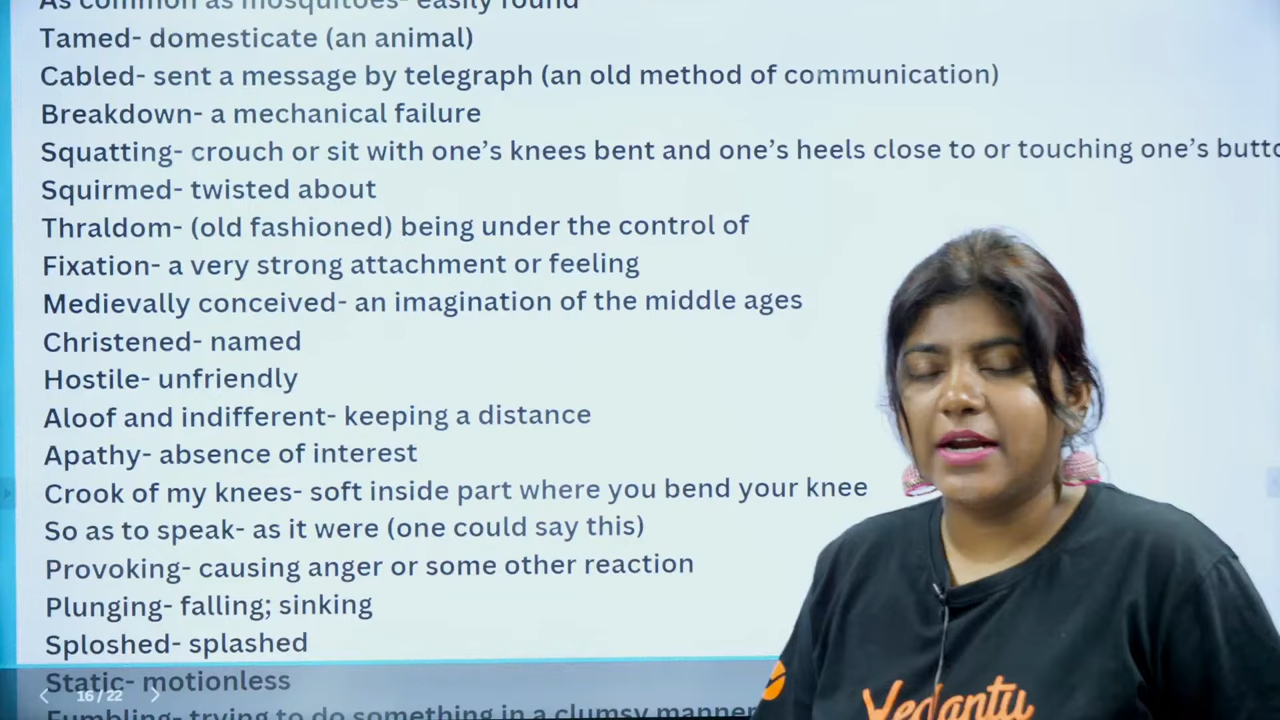 As common as mosquitoes- easily found
Tamed- domesticate (an animal)
Cabled- sent a message by telegraph (an old method of communication)
Breakdown- a mechanical failure
Squatting- crouch or sit with one's knees bent and one's heels close to or touching one's butto
Squirmed- twisted about
Thraldom- (old fashioned) being under the control of
Fixation- a very strong attachment or feeling
Medievally conceived- an imagination of the middle ages
Christened- named
Hostile- unfriendly
Aloof and indifferent- keeping a distance
Apathy- absence of interest
Crook of my knees- soft inside part where you bend your knee
So as to speak- as it were (one could say this)
Provoking- causing anger or some other reaction
Plunging- falling; sinking
Sploshed- splashed
Static- motionless
16 / 22
Fumbling- trying to do something in a clumsy manner
Vedantu